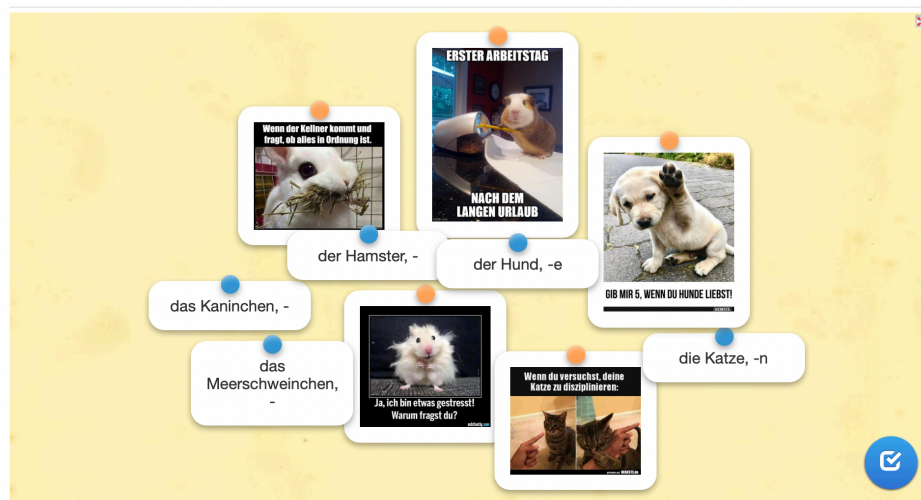 ERSTER ARBEITSTAG
NACH DEM
LANGEN URLAUB
Wenn der Kellner kommt und
fragt, ob alles in Ordnung ist.
GIB MIR 5, WENN DU HUNDE LIEBST!
der Hamster, -
der Hund, -e
das Kaninchen, -
das
Meerschweinchen,
-
die Katze, -n
Ja, ich bin etwas gestresst!
Warum fragst du?
Wenn du versuchst, deine
Katze zu disziplinieren: